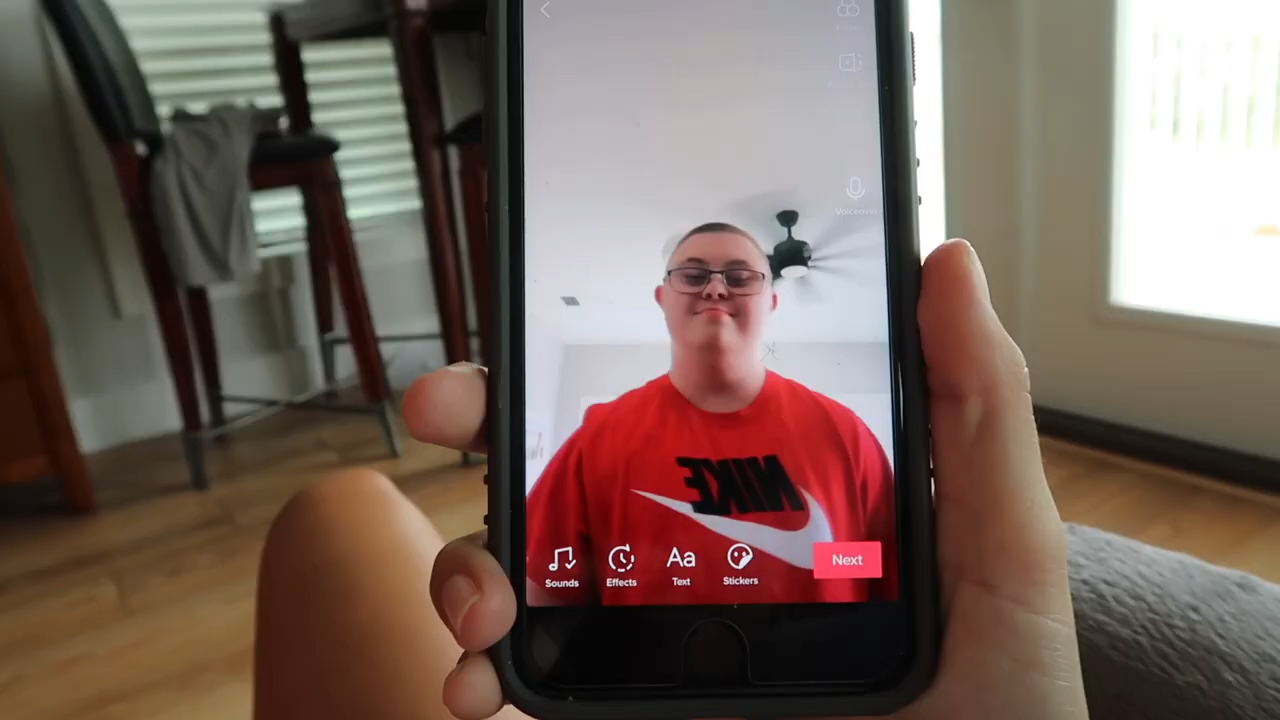 Voiceover
NIKE
Sounds
Effects
Aa
Text
Stickers
Next